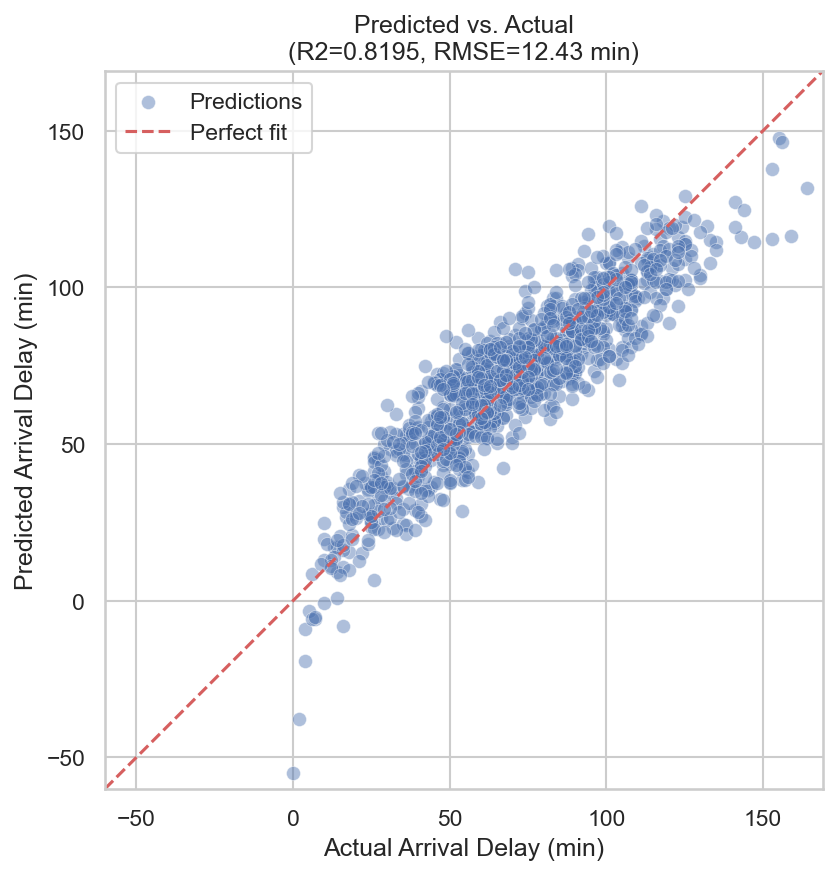 Predicted vs. Actual
(R2=0.8195, RMSE=12.43 min)
Predictions
Perfect fit
150
100
50
0
−50
Predicted Arrival Delay (min)
−50 0 50 100 150
Actual Arrival Delay (min)